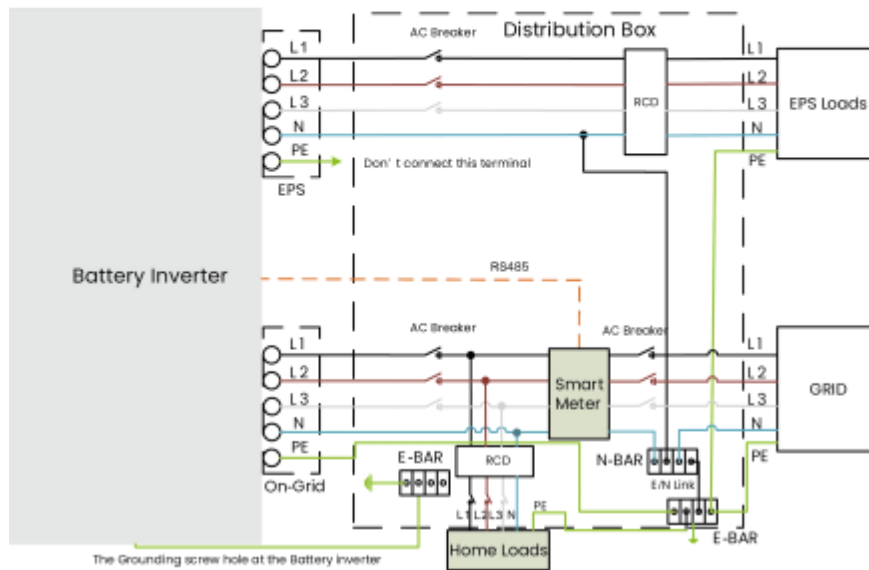 Distribution Box
AC Breaker
L1
L2
L3
N
PE
EPS
Don' t connect this terminal
RCD
L1
L2
L3
N
PE
EPS Loads
Battery Inverter
RS485
AC Breaker
AC Breaker
L1
L2
L3
N
PE
On-Grid
Smart
Meter
L1
L2
L3
N
PE
GRID
E-BAR
RCD
N-BAR
E/N Link
L1 L2 L3 N
PE
E-BAR
Home Loads
The Grounding screw hole at the Battery inverter